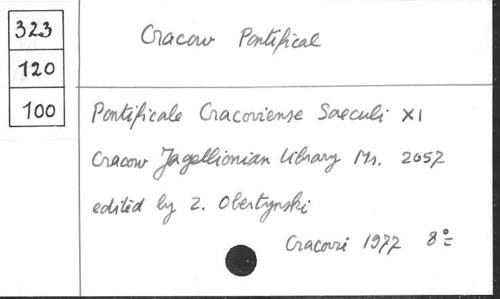 323
120
100
Cracow Pontifical
Pontificale Cracoviense Saeculi XI
Cracow Jagellionian Library Ms. 2057
edited by Z. Obertynski
Cracovi 1977 8°